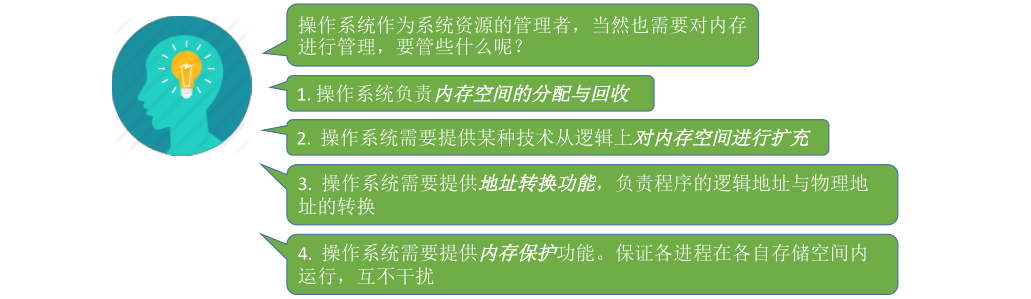 操作系统作为系统资源的管理者，当然也需要对内存
进行管理，要管些什么呢？
1. 操作系统负责内存空间的分配与回收
2. 操作系统需要提供某种技术从逻辑上对内存空间进行扩充
3. 操作系统需要提供地址转换功能，负责程序的逻辑地址与物理地
址的转换
4. 操作系统需要提供内存保护功能。保证各进程在各自存储空间内
运行，互不干扰